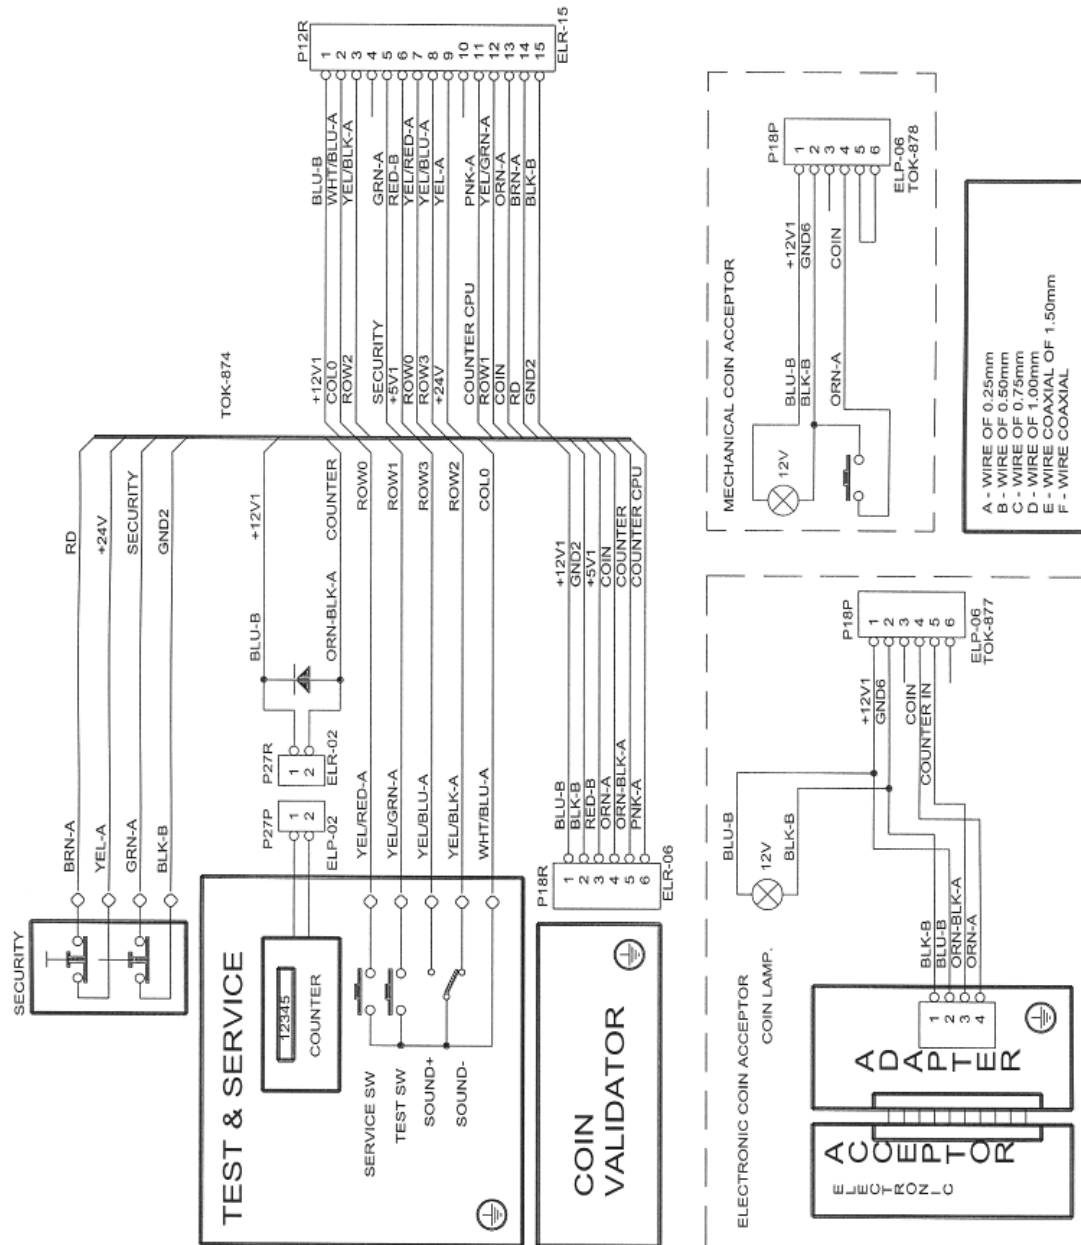 P12R
1
2
3
4
5
6
7
8
9
10
11
12
13
14
15
ELR-15
BLU-B
WHT/BLU-A
YEL/BLK-A
GRN-A
RED-B
YEL/RED-A
YEL/BLU-A
YEL-A
PNK-A
YEL/GRN-A
ORN-A
BRN-A
BLK-B
+12V1
COL0
ROW2
SECURITY
+5V1
ROW0
ROW3
+24V
COUNTER CPU
ROW1
COIN
RD
GND2
TOK-874
RD
+24V
SECURITY
GND2
+12V1
COUNTER
ROW0
ROW1
ROW3
ROW2
COL0
+12V1
GND2
+5V1
COIN
COUNTER
COUNTER CPU
BLU-B
ORN-BLK-A
P27R
1
2
ELR-02
P27P
1
2
ELP-02
BRN-A
YEL-A
GRN-A
BLK-B
YEL/RED-A
YEL/GRN-A
YEL/BLU-A
YEL/BLK-A
WHT/BLU-A
BLU-B
BLK-B
RED-B
ORN-A
ORN-BLK-A
PNK-A
P18R
1
2
3
4
5
6
ELR-06
SECURITY
TEST & SERVICE
12345
COUNTER
SERVICE SW
TEST SW
SOUND+
SOUND-
COIN
VALIDATOR
MECHANICAL COIN ACCEPTOR
P18P
1
2
3
4
5
6
ELP-06
TOK-878
+12V1
GND6
COIN
BLU-B
BLK-B
ORN-A
12V
A - WIRE OF 0.25mm
B - WIRE OF 0.50mm
C - WIRE OF 0.75mm
D - WIRE OF 1.00mm
E - WIRE COAXIAL OF 1.50mm
F - WIRE COAXIAL
ELECTRONIC COIN ACCEPTOR
COIN LAMP.
P18P
1
2
3
4
5
6
ELP-06
TOK-877
+12V1
GND6
COIN
COUNTER IN
BLU-B
12V
BLK-B
BLK-B
BLU-B
ORN-BLK-A
ORN-A
1
2
3
4
ADAPTER
ACCEPTOR
ELECTRONIC